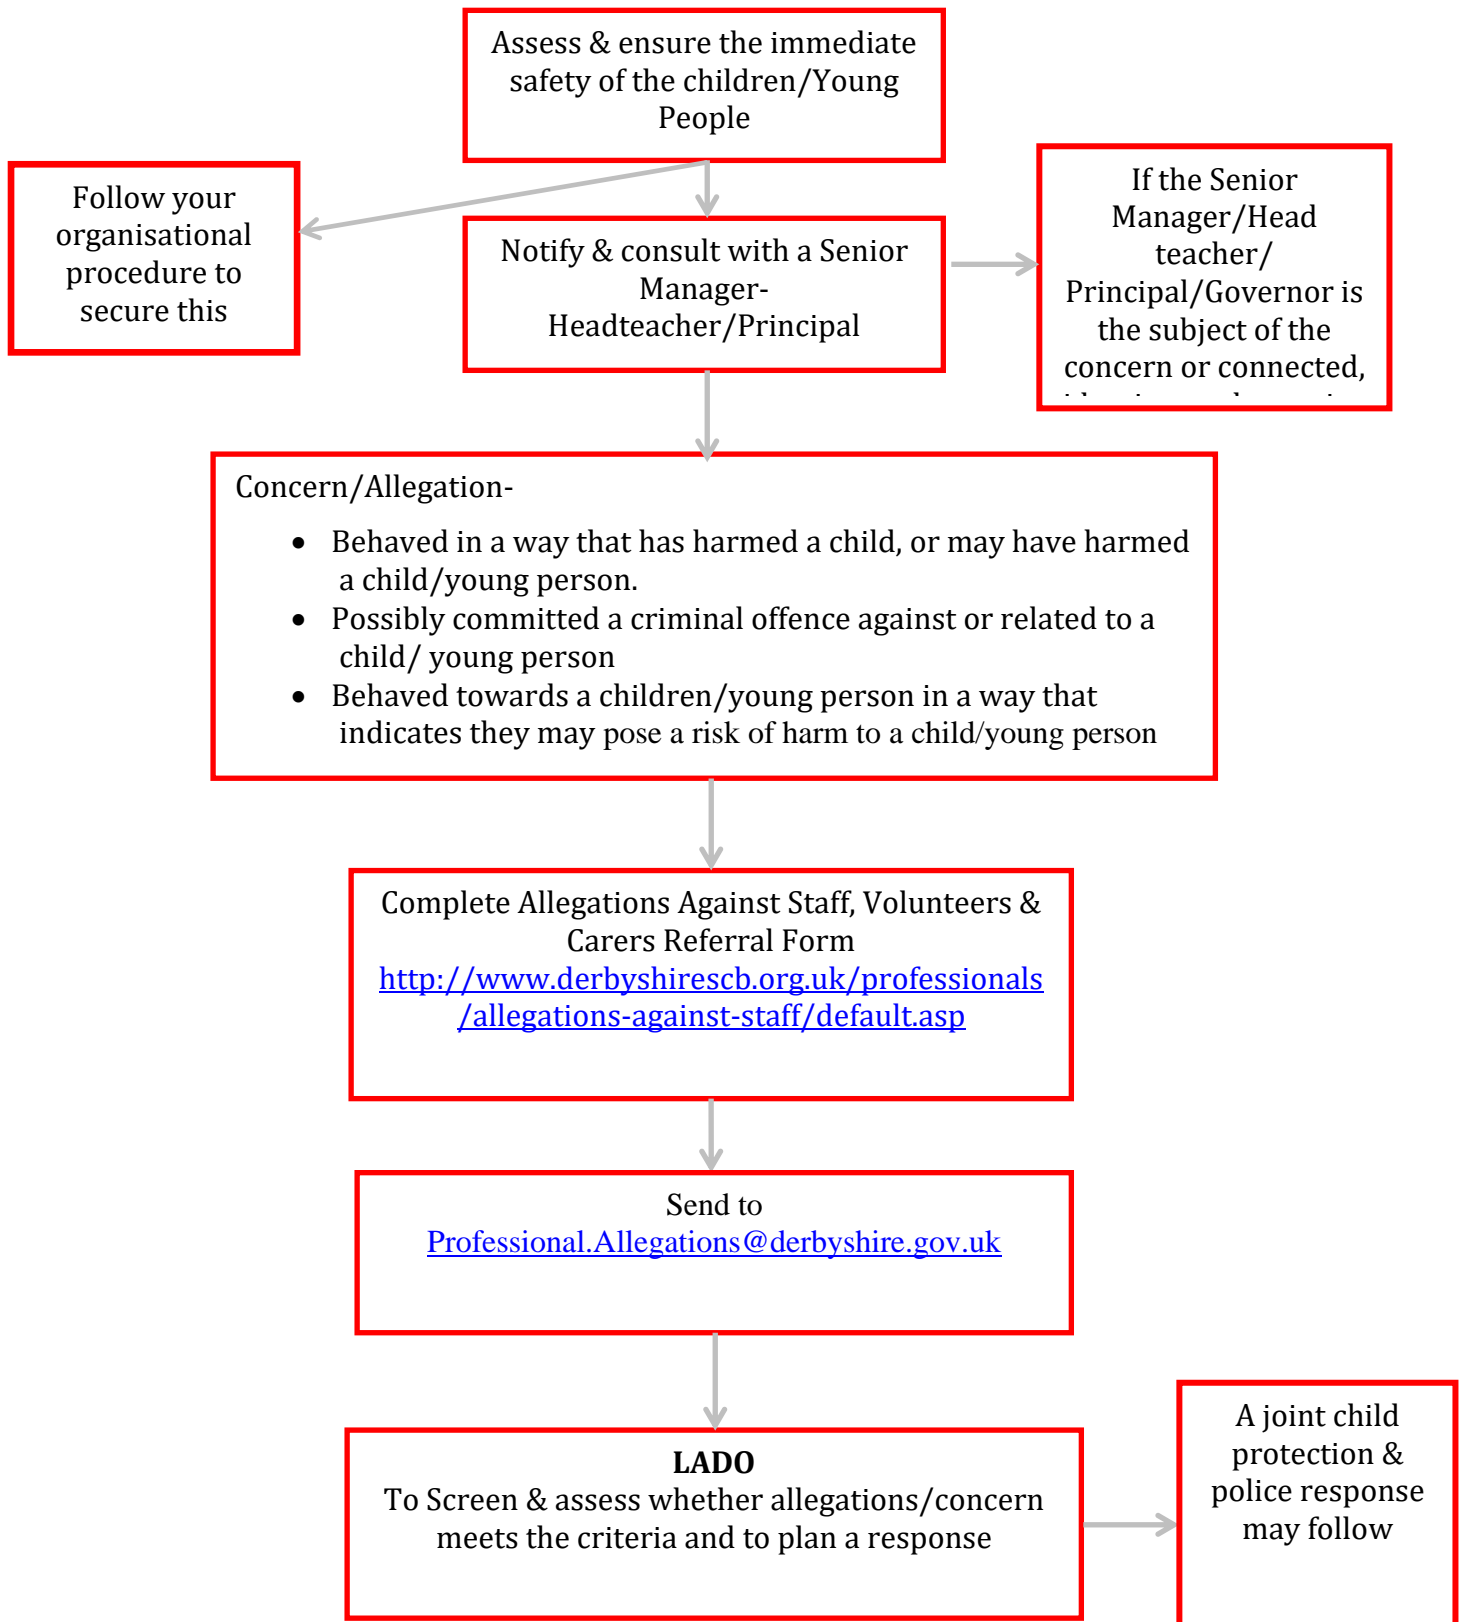 Assess & ensure the immediate
safety of the children/Young
People
Follow your
organisational
procedure to
secure this
Notify & consult with a Senior
Manager-
Headteacher/Principal
If the Senior
Manager/Head
teacher/
Principal/Governor is
the subject of the
concern or connected,
Concern/Allegation-
• Behaved in a way that has harmed a child, or may have harmed
a child/young person.
• Possibly committed a criminal offence against or related to a
child/ young person
• Behaved towards a children/young person in a way that
indicates they may pose a risk of harm to a child/young person
Complete Allegations Against Staff, Volunteers &
Carers Referral Form
http://www.derbyshirescb.org.uk/professionals
/allegations-against-staff/default.asp
Send to
Professional.Allegations@derbyshire.gov.uk
LADO
To Screen & assess whether allegations/concern
meets the criteria and to plan a response
A joint child
protection &
police response
may follow